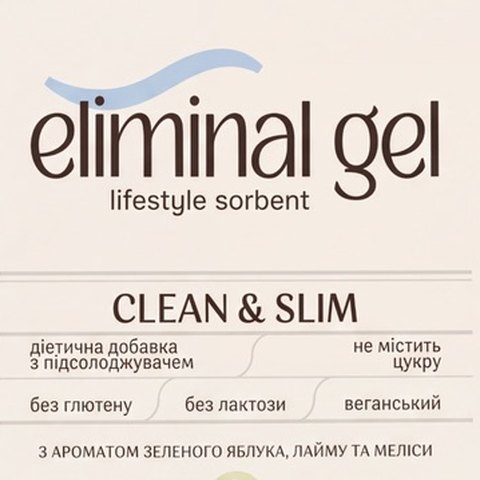 eliminal gel
lifestyle sorbent
CLEAN & SLIM
дієтична добавка
з підсолоджувачем
не містить
цукру
без глютену
без лактози
веганський
З АРОМАТОМ ЗЕЛЕНОГО ЯБЛУКА, ЛАЙМУ ТА МЕЛІСИ